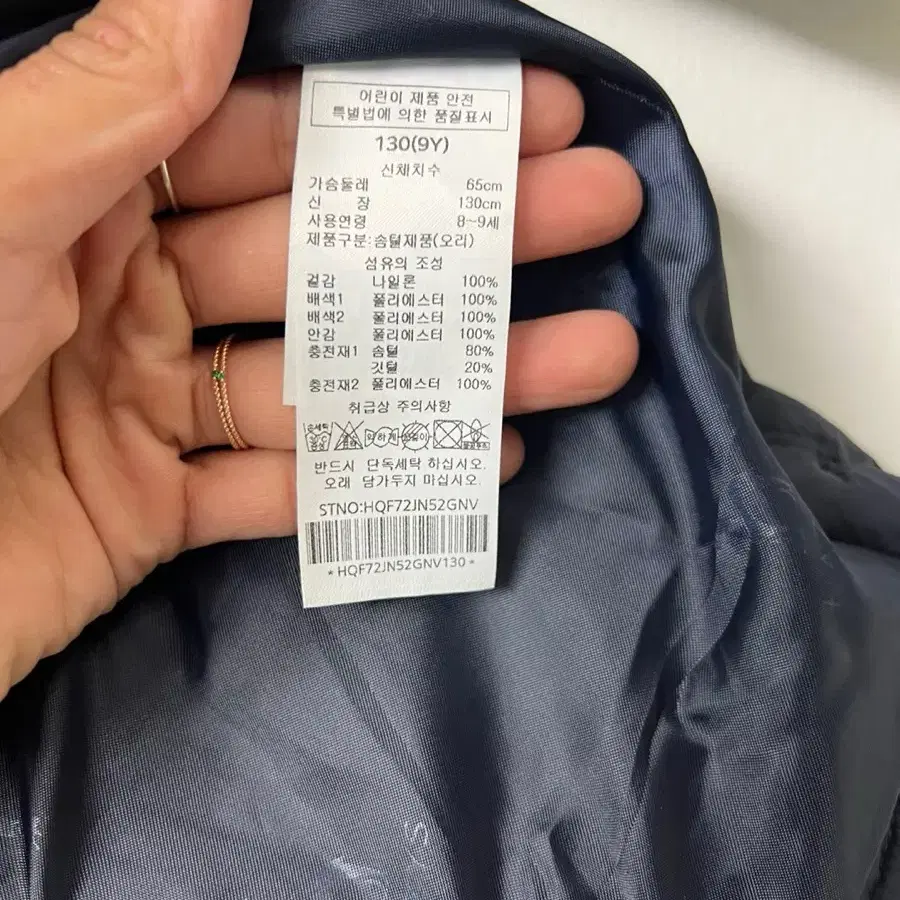 어린이 제품 안전
특별법에 의한 품질표시
130(9Y)
신체치수
가슴둘레 65cm
신 장 130cm
사용연령 8~9세
제품구분:솜털제품(오리)
섬유의 조성
겉감 나일론 100%
배색1 폴리에스터 100%
배색2 폴리에스터 100%
안감 폴리에스터 100%
충전재1 솜털 80%
깃털 20%
충전재2 폴리에스터 100%
취급상 주의사항
손세탁
약하게
반드시 단독세탁 하십시오.
오래 담가두지 마십시오.
STNO:HQF72JN52GNV
*HQF72JN52GNV130*